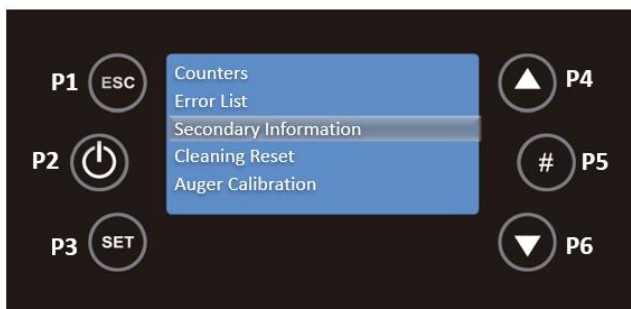 P1 ESC
P2
P3 SET
Counters
Error List
Secondary Information
Cleaning Reset
Auger Calibration
P4
# P5
P6